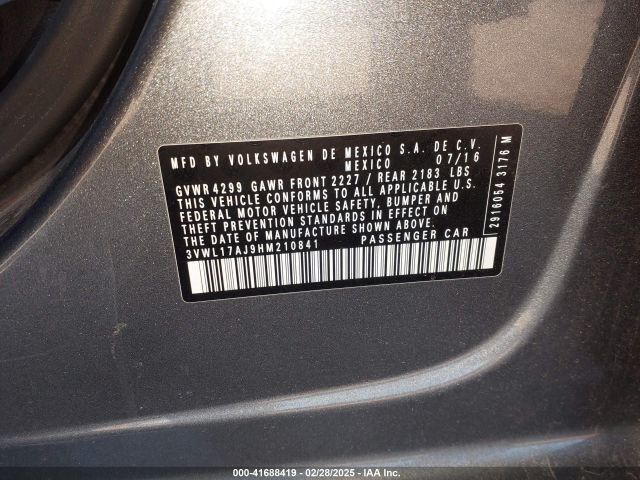 MFD BY VOLKSWAGEN DE MEXICO S.A. DE C.V.
MEXICO 07/16
GVWR4299 GAWR FRONT 2227 / REAR 2183 LBS
THIS VEHICLE CONFORMS TO ALL APPLICABLE U.S.
FEDERAL MOTOR VEHICLE SAFETY, BUMPER AND
THEFT PREVENTION STANDARDS IN EFFECT ON
THE DATE OF MANUFACTURE SHOWN ABOVE.
3VWL17AJ9HM210841 PASSENGER CAR
2916054 3176 M
000-41688419 - 02/28/2025 - IAA Inc.